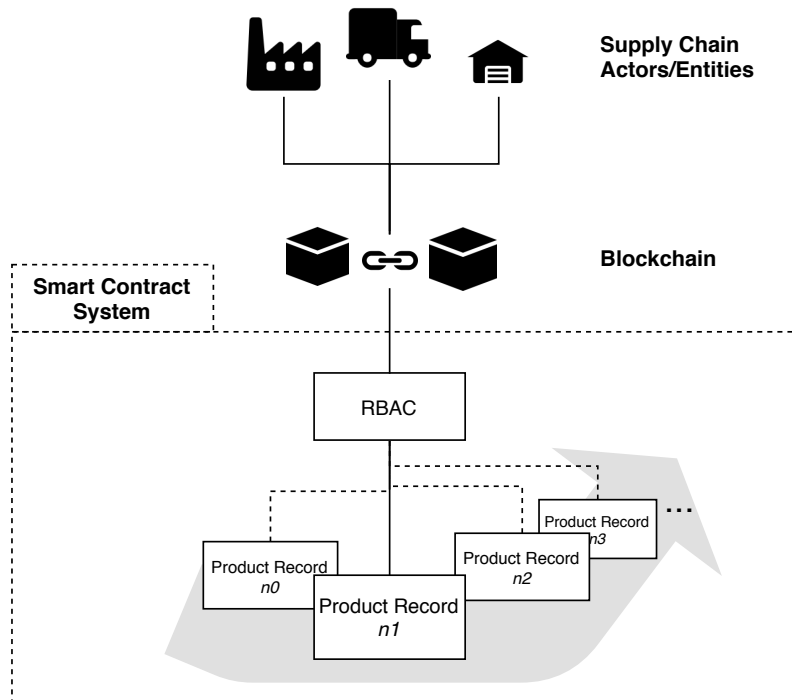 Supply Chain
Actors/Entities
Blockchain
Smart Contract
System
RBAC
Product Record
n3
...
Product Record
n2
Product Record
n0
Product Record
n1